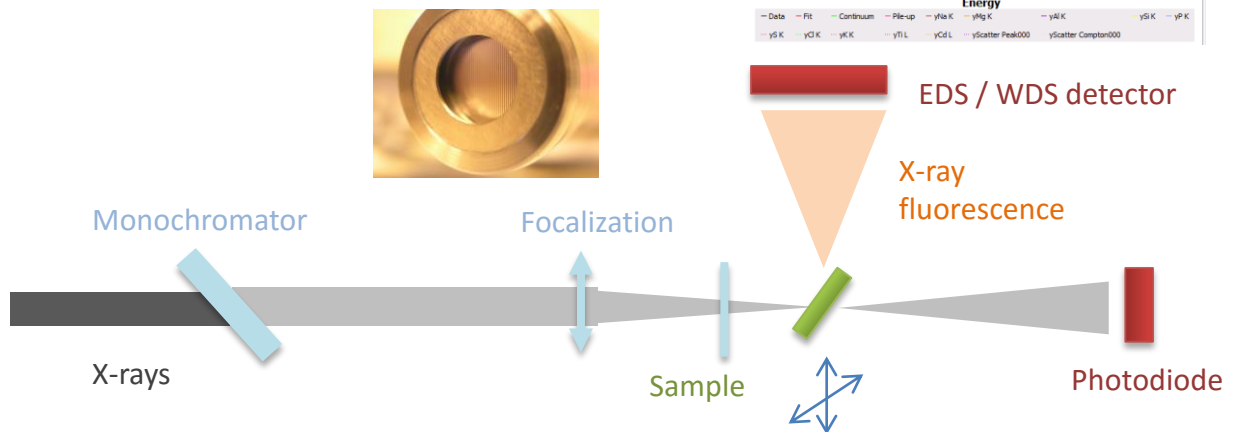 Energy
Data Fit Continuum Pile-up yNa K yMg K yAl K ySi K yP K
yS K yCl K yK K yTi L yCd L yScatter Peak000 yScatter Compton000
EDS / WDS detector
X-ray
fluorescence
Monochromator
Focalization
X-rays
Sample
Photodiode